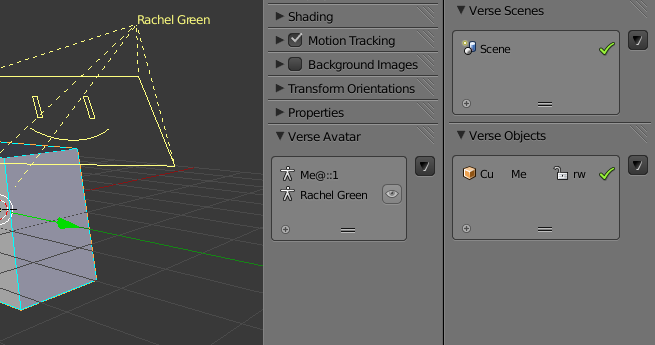 Rachel Green
Shading
Motion Tracking
Background Images
Transform Orientations
Properties
Verse Avatar
Me@::1
Rachel Green
Verse Scenes
Scene
Verse Objects
Cu Me rw